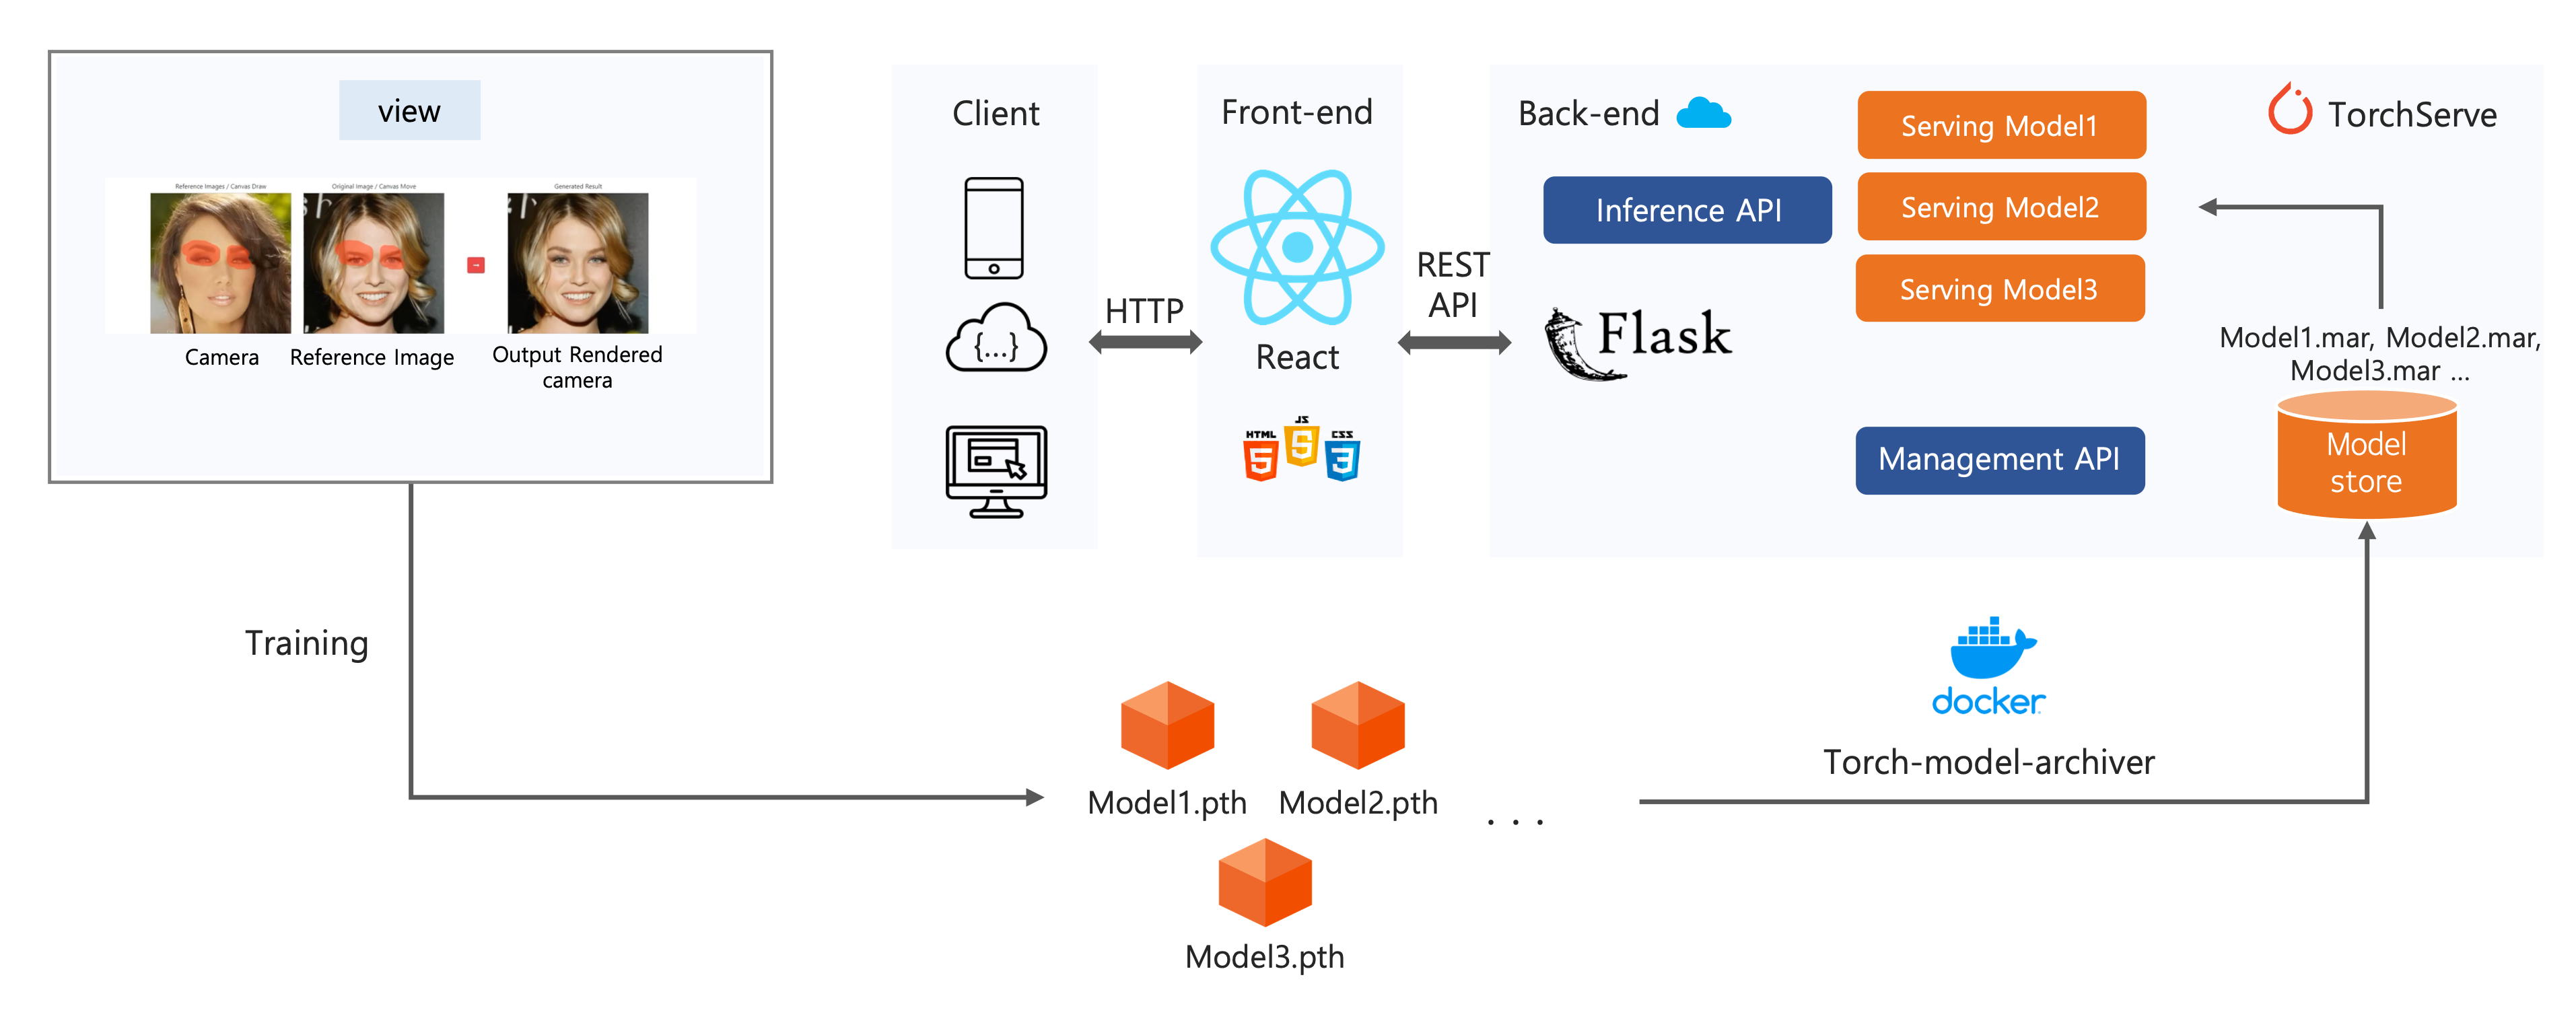 view
Reference Images / Canvas Draw
Original Image / Canvas Move
Generated Result
Camera
Reference Image
Output Rendered
camera
Client
HTTP
Front-end
React
HTML
JS
CSS
5
5
3
REST
API
Back-end
Inference API
Flask
Serving Model1
Serving Model2
Serving Model3
Management API
TorchServe
Model1.mar, Model2.mar,
Model3.mar ...
Model
store
Training
Model1.pth
Model2.pth
. . .
Model3.pth
docker
Torch-model-archiver
{...}